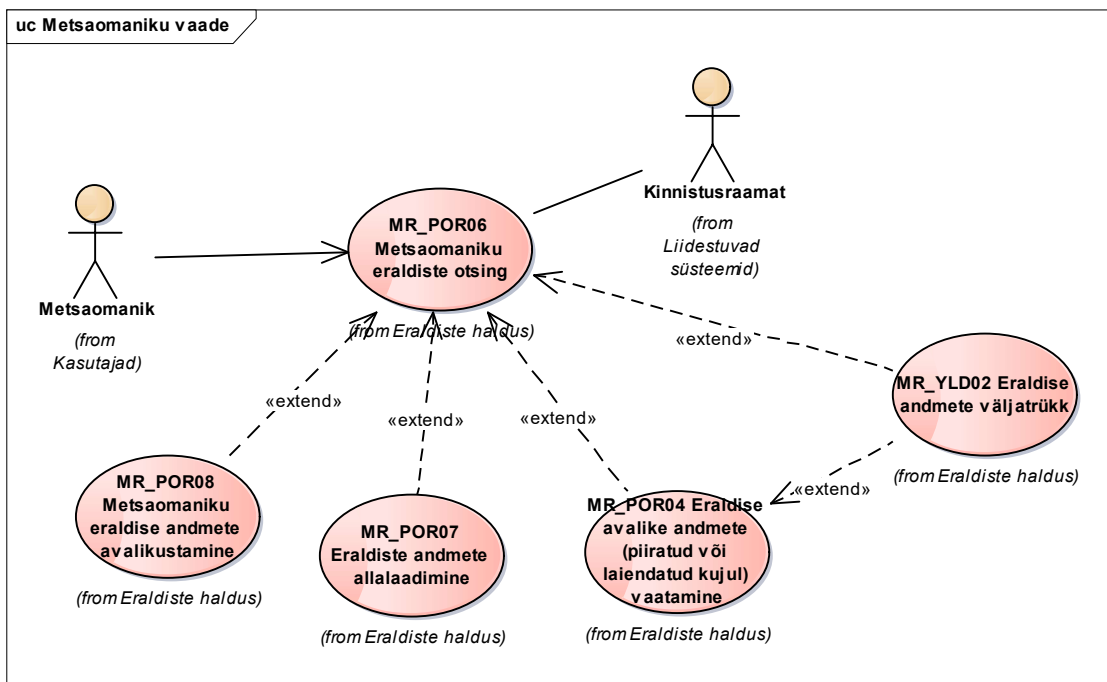 uc Metsaomaniku vaade
Kinnistusraamat
(from
Liidestuvad
süsteemid)
Metsaomanik
(from
Kasutajad)
MR_POR06
Metsaomaniku
eraldiste otsing
(from Eraldiste haldus)
«extend»
«extend»
«extend»
«extend»
«extend»
MR_YLD02 Eraldise
andmete väljatrükk
(from Eraldiste haldus)
MR_POR08
Metsaomaniku
eraldise andmete
avalikustamine
(from Eraldiste haldus)
MR_POR07
Eraldiste andmete
allalaadimine
(from Eraldiste haldus)
MR_POR04 Eraldise
avalike andmete
(piiratud või
laiendatud kujul)
vaatamine
(from Eraldiste haldus)